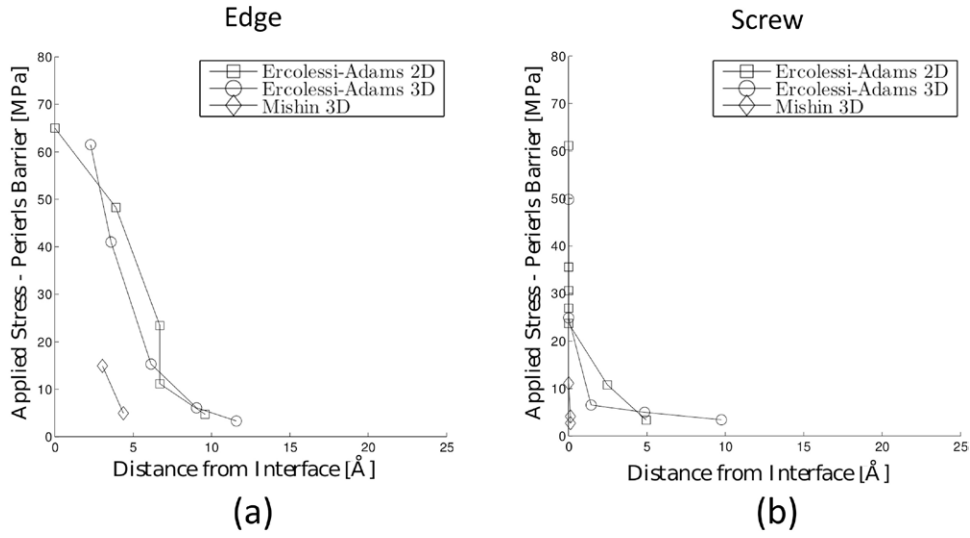 Edge
Screw
Ercolessi-Adams 2D
Ercolessi-Adams 3D
Mishin 3D
Applied Stress - Perierls Barrier [MPa]
80
70
60
50
40
30
20
10
0
0 5 10 15 20 25
Distance from Interface [Å]
(a)
Ercolessi-Adams 2D
Ercolessi-Adams 3D
Mishin 3D
Applied Stress - Perierls Barrier [MPa]
80
70
60
50
40
30
20
10
0
0 5 10 15 20 25
Distance from Interface [Å]
(b)